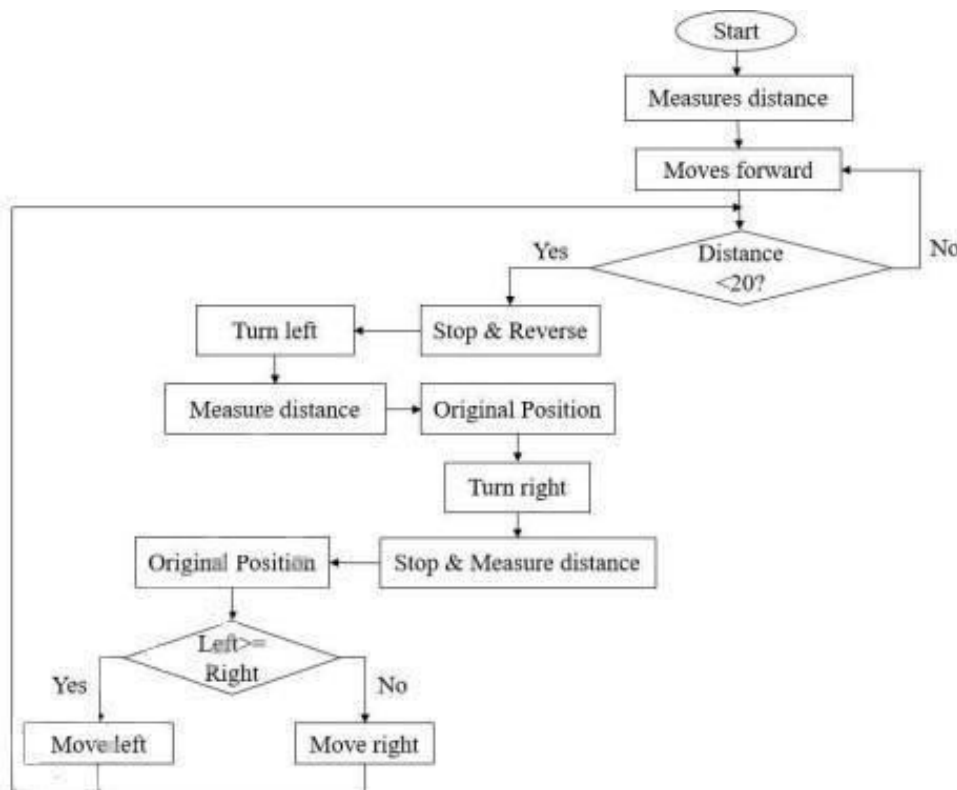 Start
Measures distance
Moves forward
Yes
Distance
<20?
No
Turn left
Stop & Reverse
Measure distance
Original Position
Turn right
Original Position
Stop & Measure distance
Left>=
Right
Yes
No
Move left
Move right